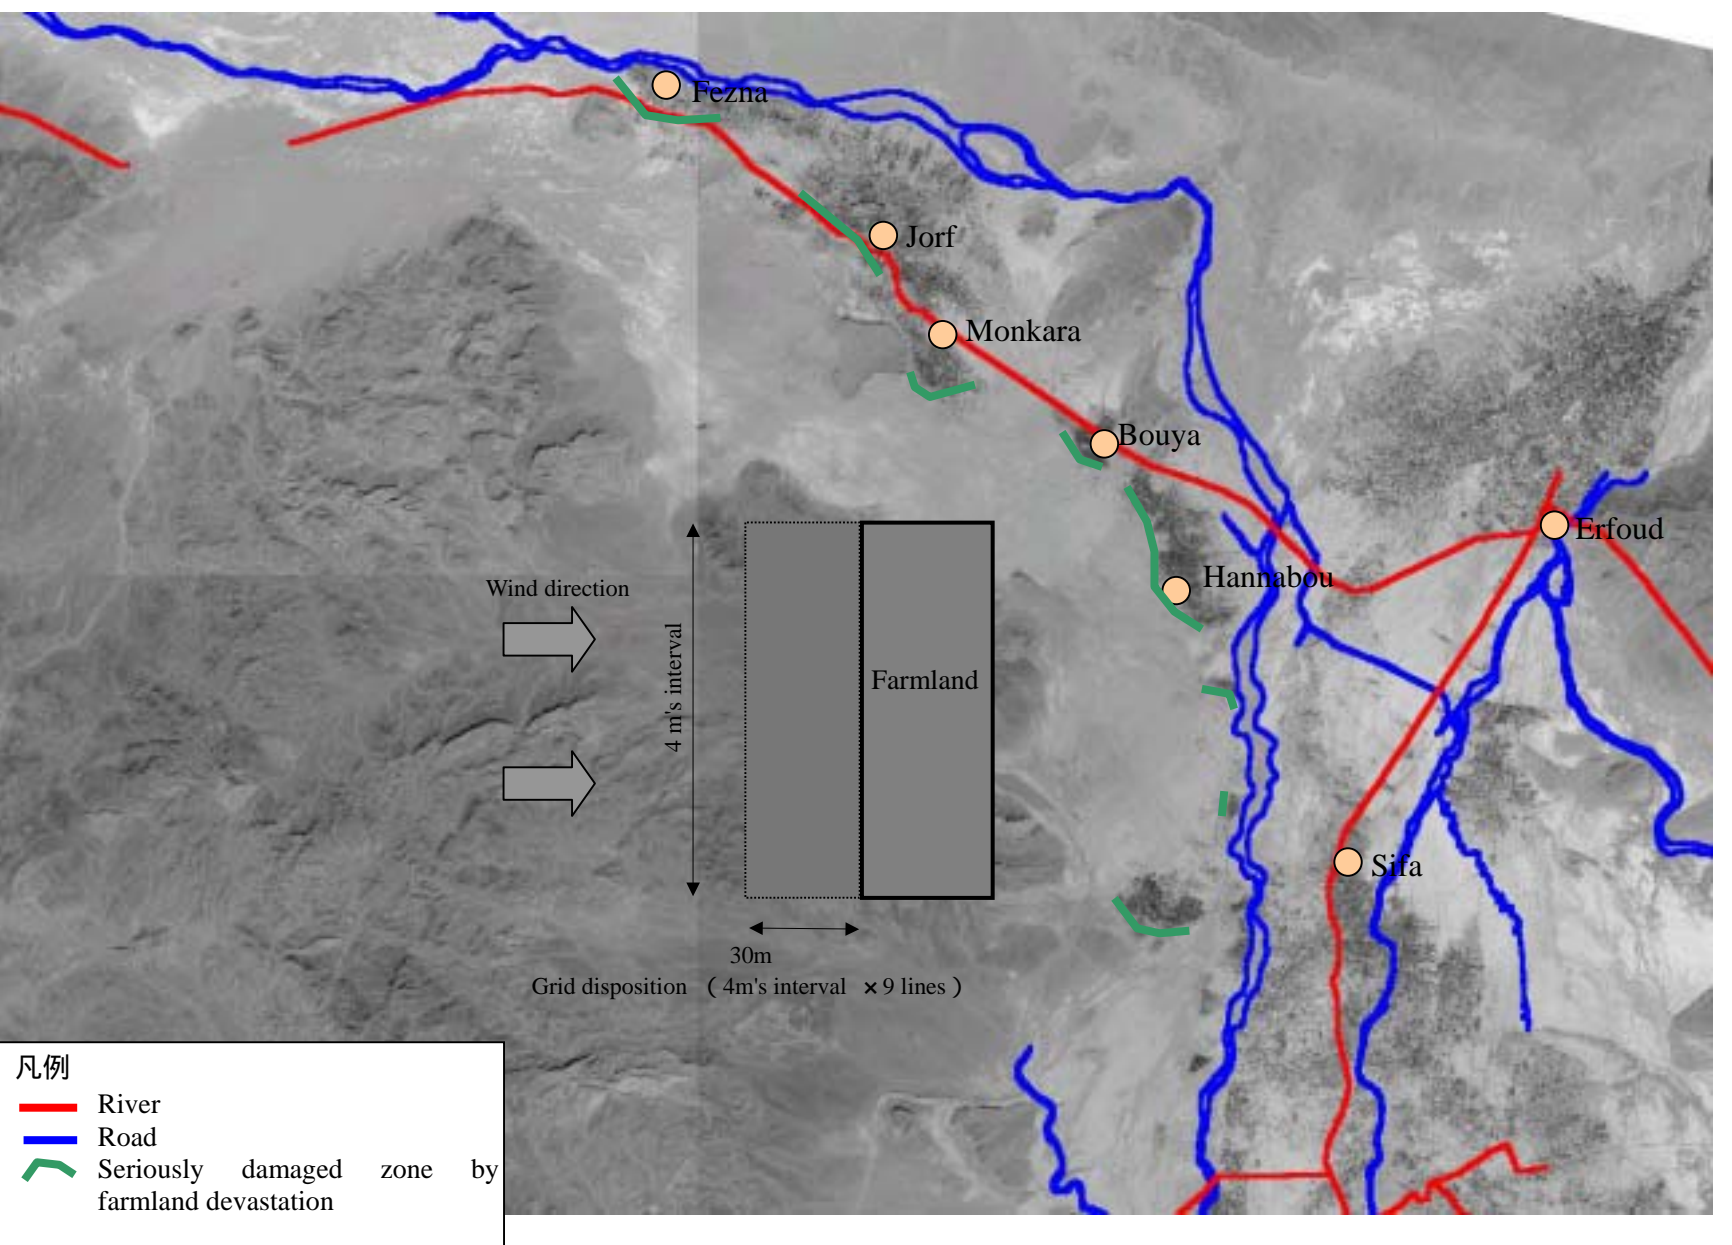 Fezna
Jorf
Monkara
Bouya
Erfoud
Hannabou
Wind direction
4 m's interval
Farmland
Sifa
30m
Grid disposition （4m's interval ×9 lines）
凡例
River
Road
Seriously damaged zone by
farmland devastation